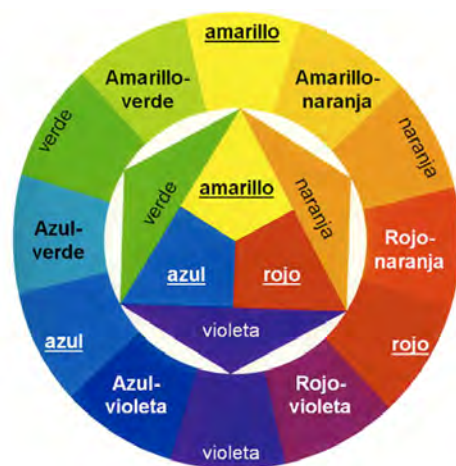 amarillo
Amarillo-
verde
Amarillo-
naranja
verde
naranja
amarillo
verde
naranja
Azul-
verde
Rojo-
naranja
azul
rojo
azul
rojo
violeta
Azul-
violeta
Rojo-
violeta
violeta